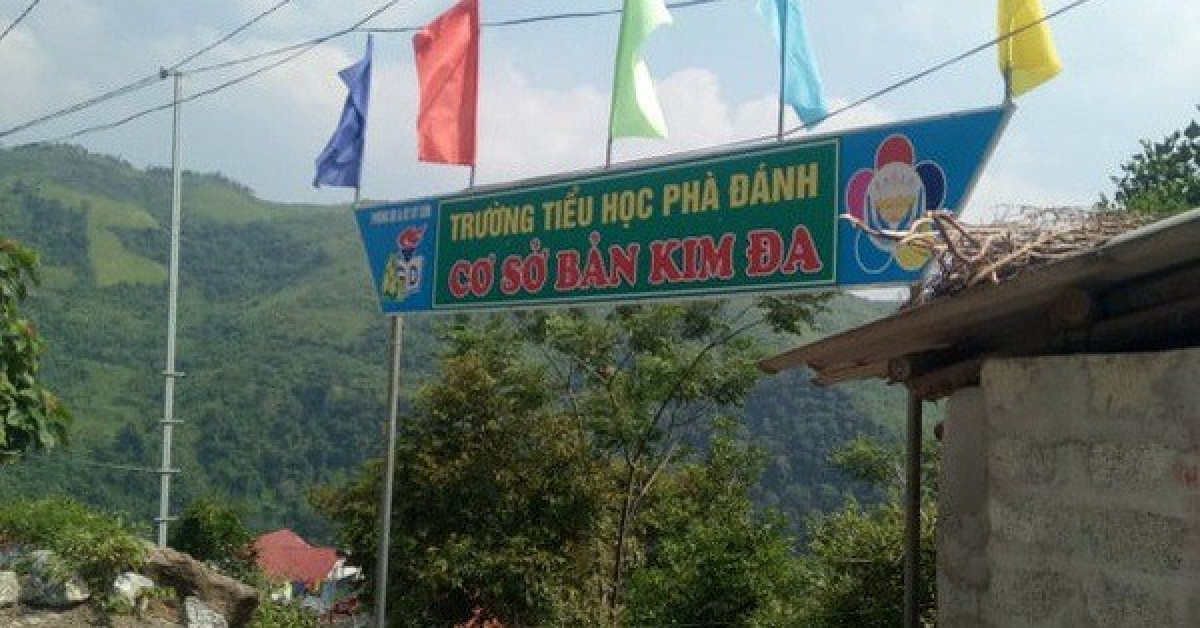 TRƯỜNG TIỂU HỌC PHÀ ĐÁNH
CƠ SỞ BẢN KIM ĐA